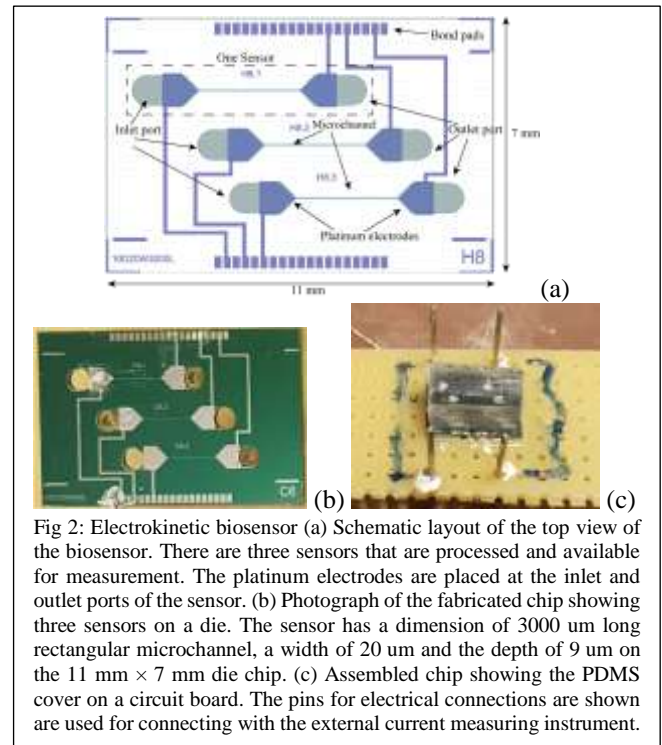 Bond pads
One Sensor
H8.1
Inlet port
H8.2
Microchannel
Outlet port
7 mm
H8.3
Platinum electrodes
H8
11 mm
(a)
(b)
(c)
Fig 2: Electrokinetic biosensor (a) Schematic layout of the top view of
the biosensor. There are three sensors that are processed and available
for measurement. The platinum electrodes are placed at the inlet and
outlet ports of the sensor. (b) Photograph of the fabricated chip showing
three sensors on a die. The sensor has a dimension of 3000 um long
rectangular microchannel, a width of 20 um and the depth of 9 um on
the 11 mm × 7 mm die chip. (c) Assembled chip showing the PDMS
cover on a circuit board. The pins for electrical connections are shown
are used for connecting with the external current measuring instrument.